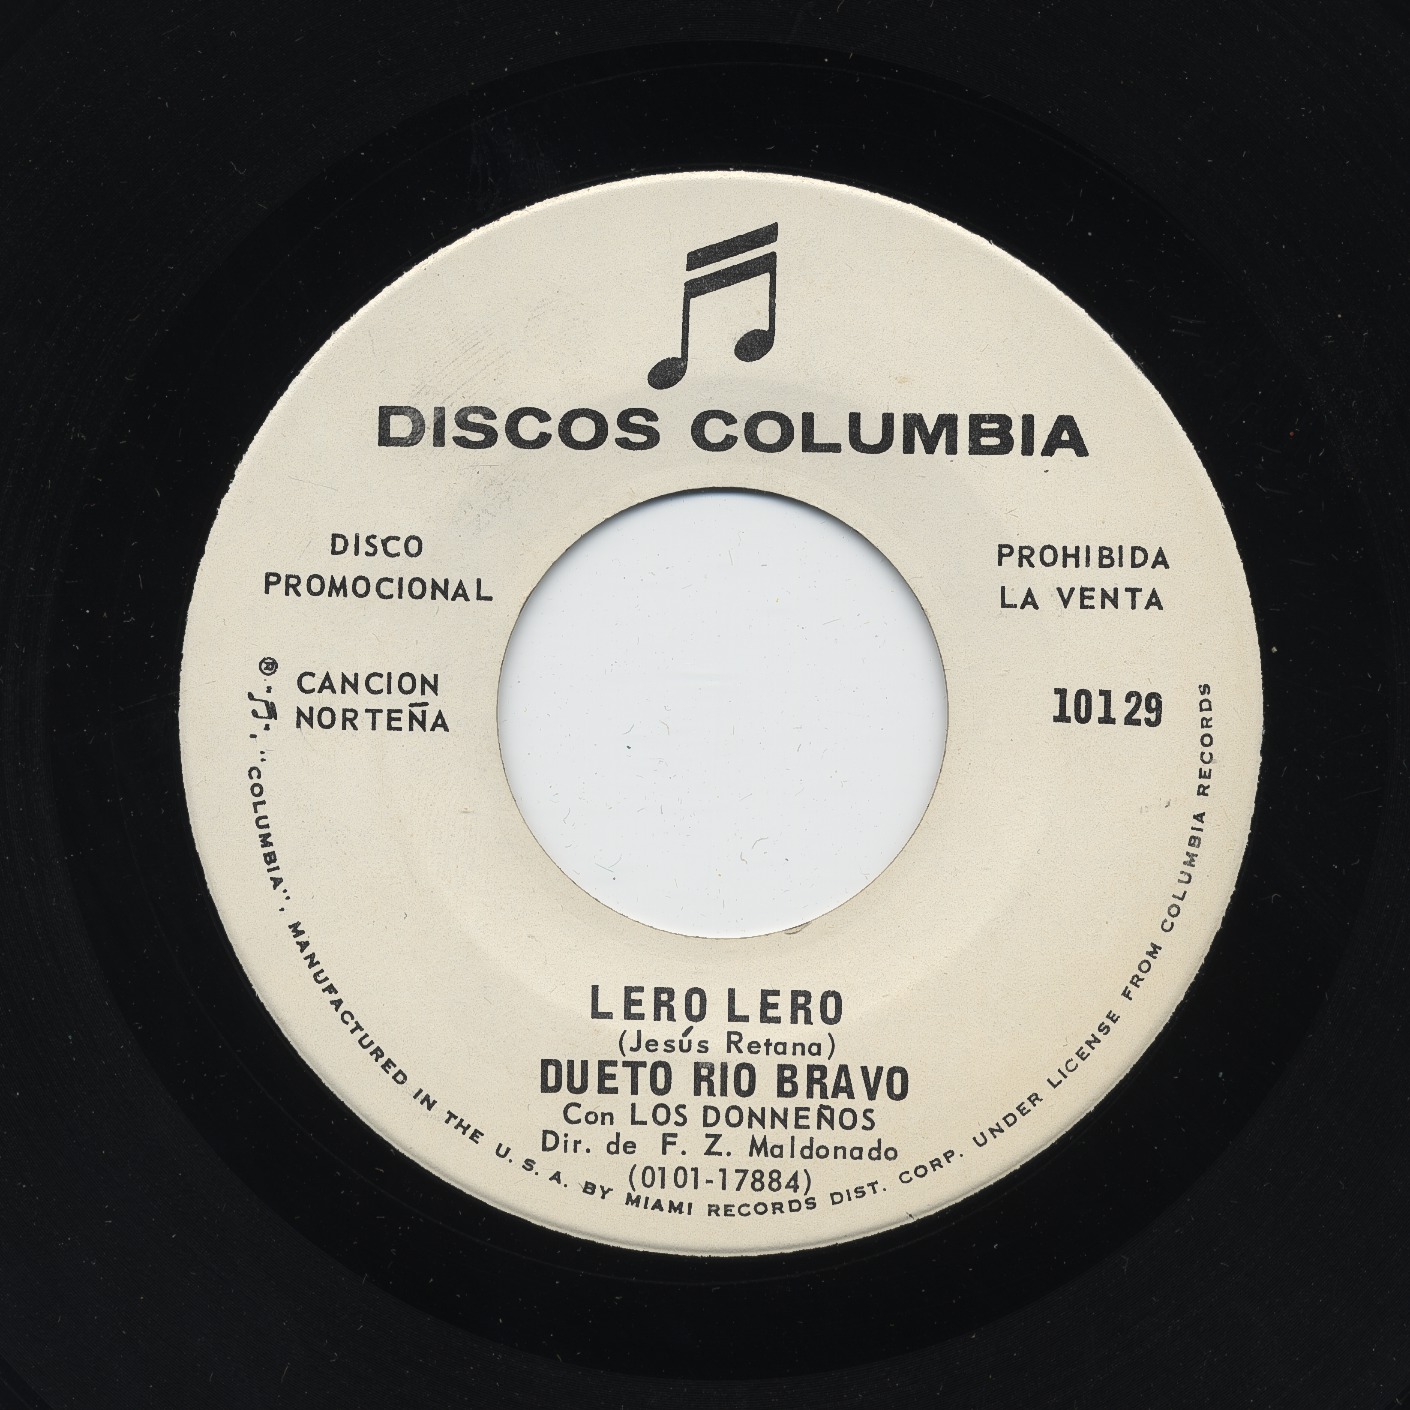 DISCOS COLUMBIA
DISCO
PROMOCIONAL
PROHIBIDA
LA VENTA
CANCION
NORTEÑA
10129
LERO LERO
(Jesús Retana)
DUETO RIO BRAVO
Con LOS DONNEÑOS
Dir. de F. Z. Maldonado
(0101-17884)
® "♫", "COLUMBIA", MANUFACTURED IN THE U. S. A. BY MIAMI RECORDS DIST. CORP. UNDER LICENSE FROM COLUMBIA RECORDS